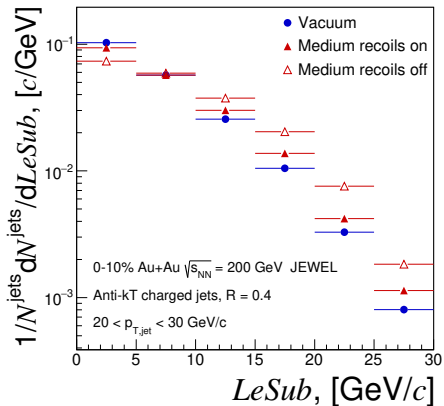 1/N^jets dN^jets/dLeSub, [c/GeV]
10^−1
10^−2
10^−3
Vacuum
Medium recoils on
Medium recoils off
0-10% Au+Au √s_NN = 200 GeV JEWEL
Anti-kT charged jets, R = 0.4
20 < p_T,jet < 30 GeV/c
0 5 10 15 20 25 30
LeSub, [GeV/c]